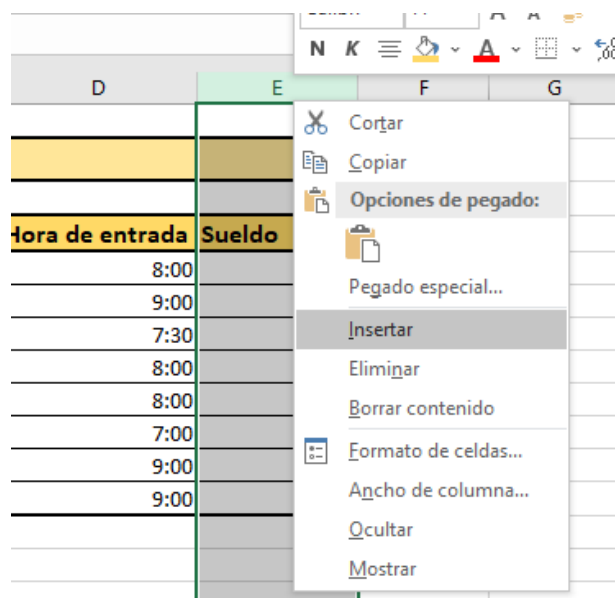 N K A
D E F G
Cortar
Copiar
Opciones de pegado:
Hora de entrada Sueldo
8:00
Pegado especial...
9:00
7:30
Insertar
8:00
Eliminar
8:00
Borrar contenido
7:00
Formato de celdas...
9:00
Ancho de columna...
9:00
Ocultar
Mostrar